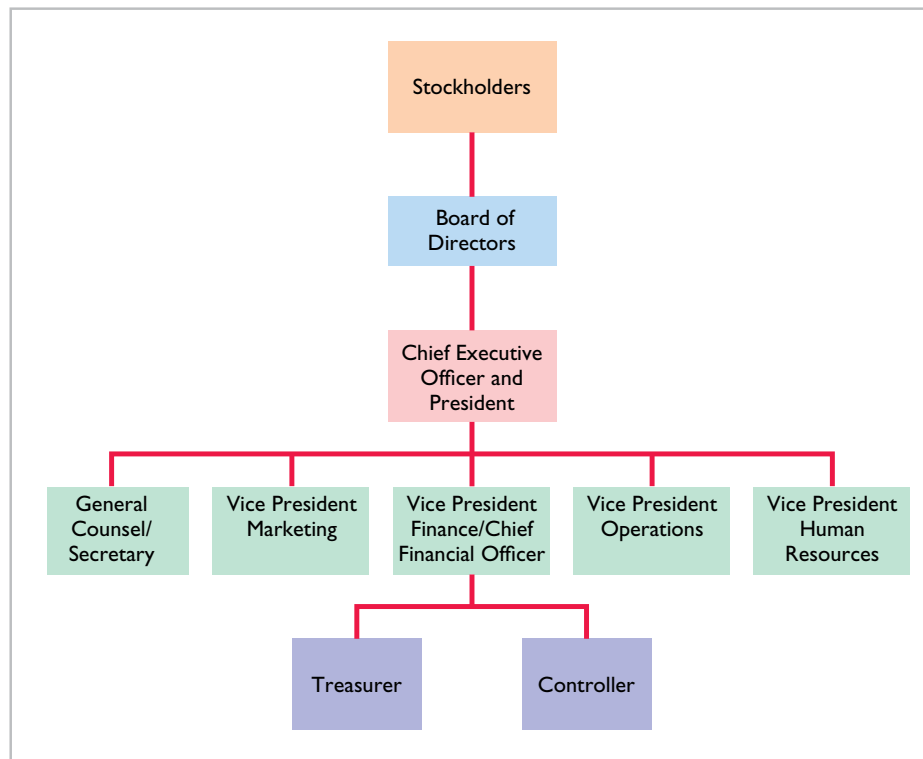 Stockholders
Board of
Directors
Chief Executive
Officer and
President
General
Counsel/
Secretary
Vice President
Marketing
Vice President
Finance/Chief
Financial Officer
Vice President
Operations
Vice President
Human
Resources
Treasurer
Controller